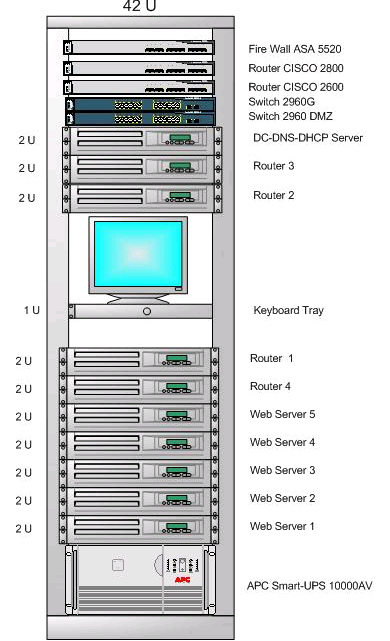 42 U
Fire Wall ASA 5520
Router CISCO 2800
Router CISCO 2600
Switch 2960G
Switch 2960 DMZ
2 U DC-DNS-DHCP Server
2 U Router 3
2 U Router 2
1 U Keyboard Tray
2 U Router 1
2 U Router 4
2 U Web Server 5
2 U Web Server 4
2 U Web Server 3
2 U Web Server 2
2 U Web Server 1
APC
APC Smart-UPS 10000AV